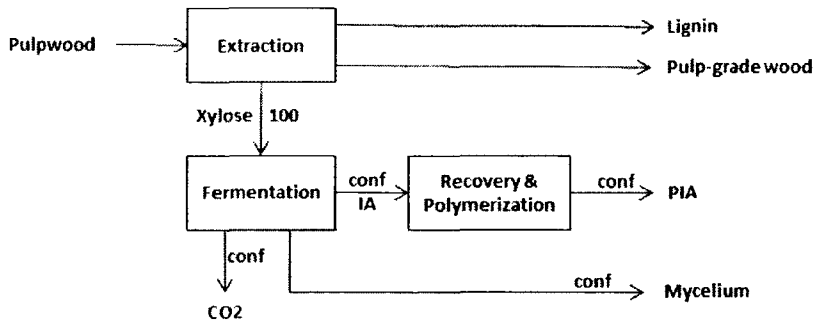 Lignin
Pulpwood
Extraction
Pulp-grade wood
Xylose 100
Fermentation
conf
IA
Recovery &
Polymerization
conf
PIA
conf
conf
Mycelium
CO2